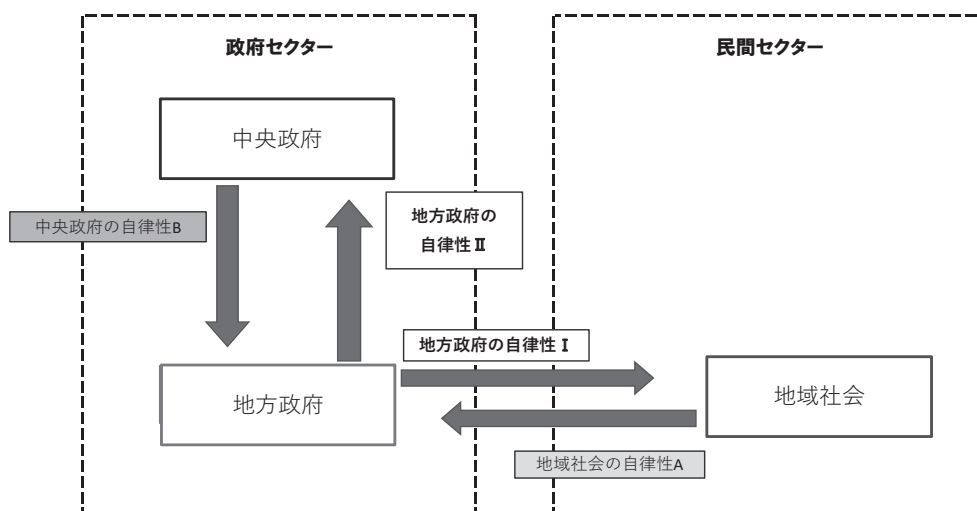 政府セクター
民間セクター
中央政府
中央政府の自律性B
地方政府の
自律性Ⅱ
地方政府の自律性Ⅰ
地方政府
地域社会
地域社会の自律性A